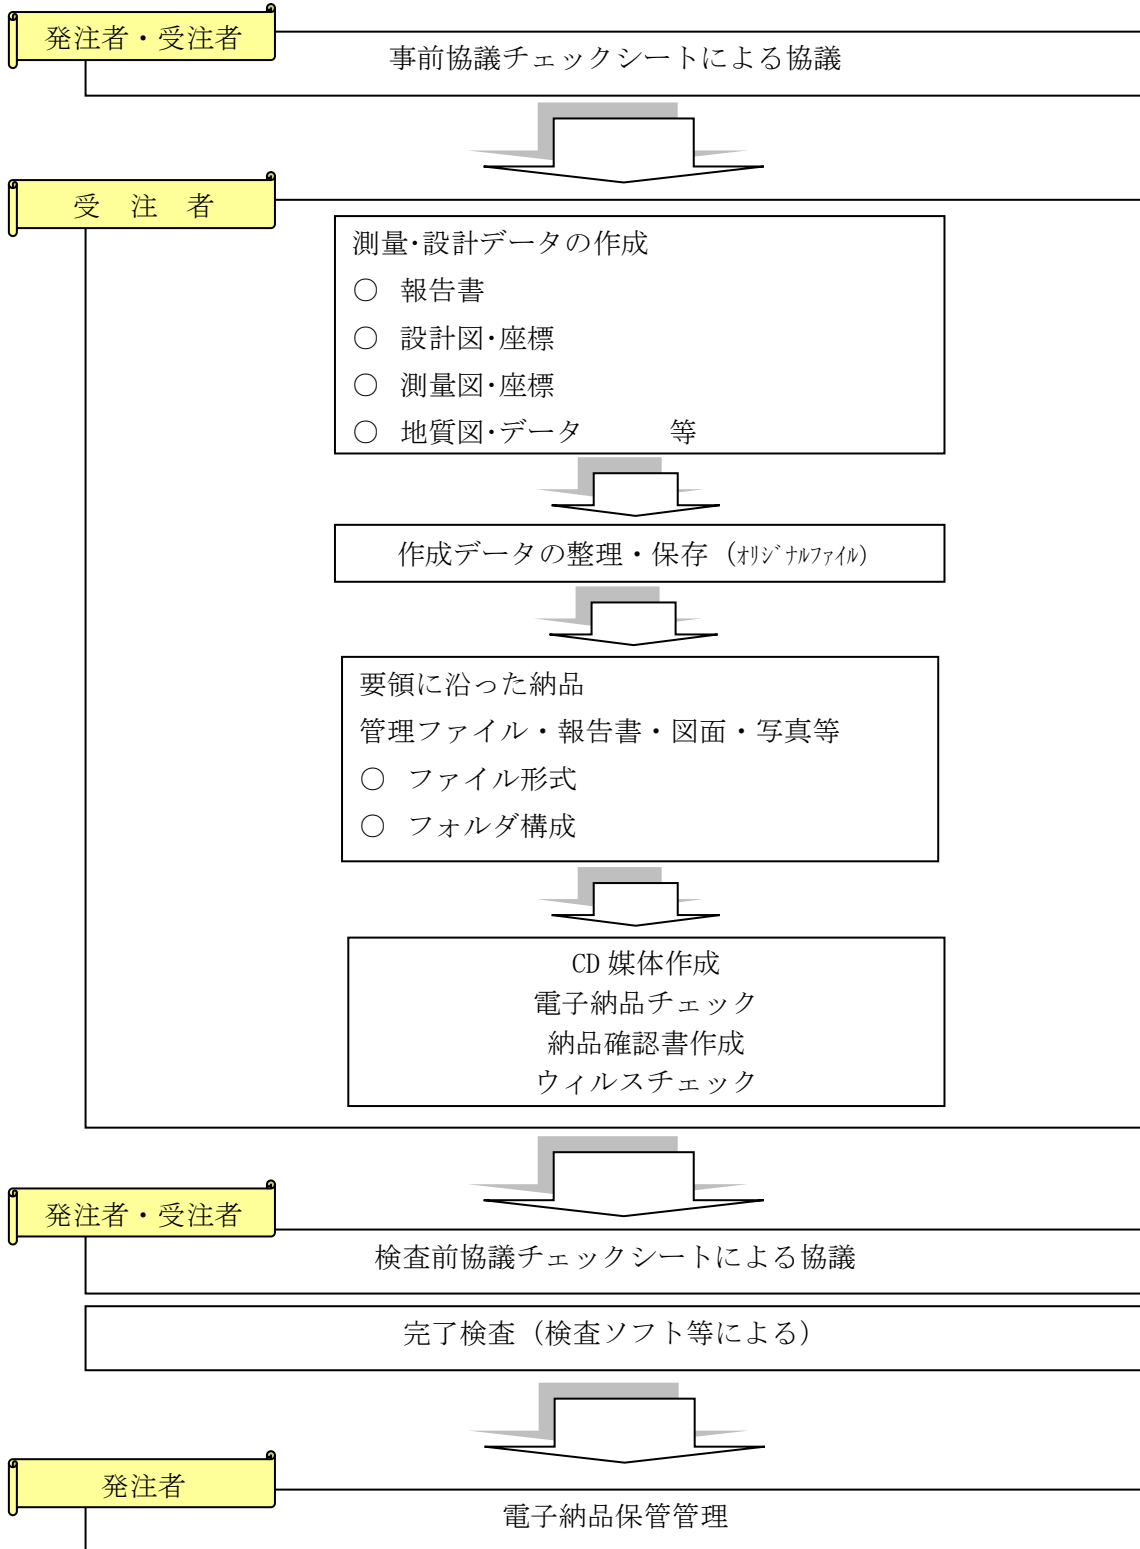 発注者・受注者
事前協議チェックシートによる協議
受　注　者
測量･設計データの作成
○　報告書
○　設計図･座標
○　測量図･座標
○　地質図･データ　　　等
作成データの整理・保存（ｵﾘｼﾞﾅﾙﾌｧｲﾙ）
要領に沿った納品
管理ファイル・報告書・図面・写真等
○　ファイル形式
○　フォルダ構成
CD 媒体作成
電子納品チェック
納品確認書作成
ウィルスチェック
発注者・受注者
検査前協議チェックシートによる協議
完了検査（検査ソフト等による）
発注者
電子納品保管管理